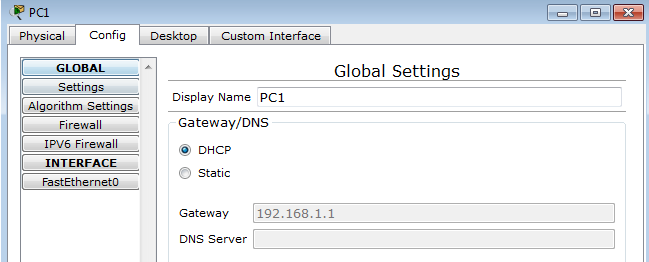 PC1
Physical Config Desktop Custom Interface
GLOBAL
Settings
Algorithm Settings
Firewall
IPV6 Firewall
INTERFACE
FastEthernet0
Global Settings
Display Name PC1
Gateway/DNS
DHCP
Static
Gateway 192.168.1.1
DNS Server